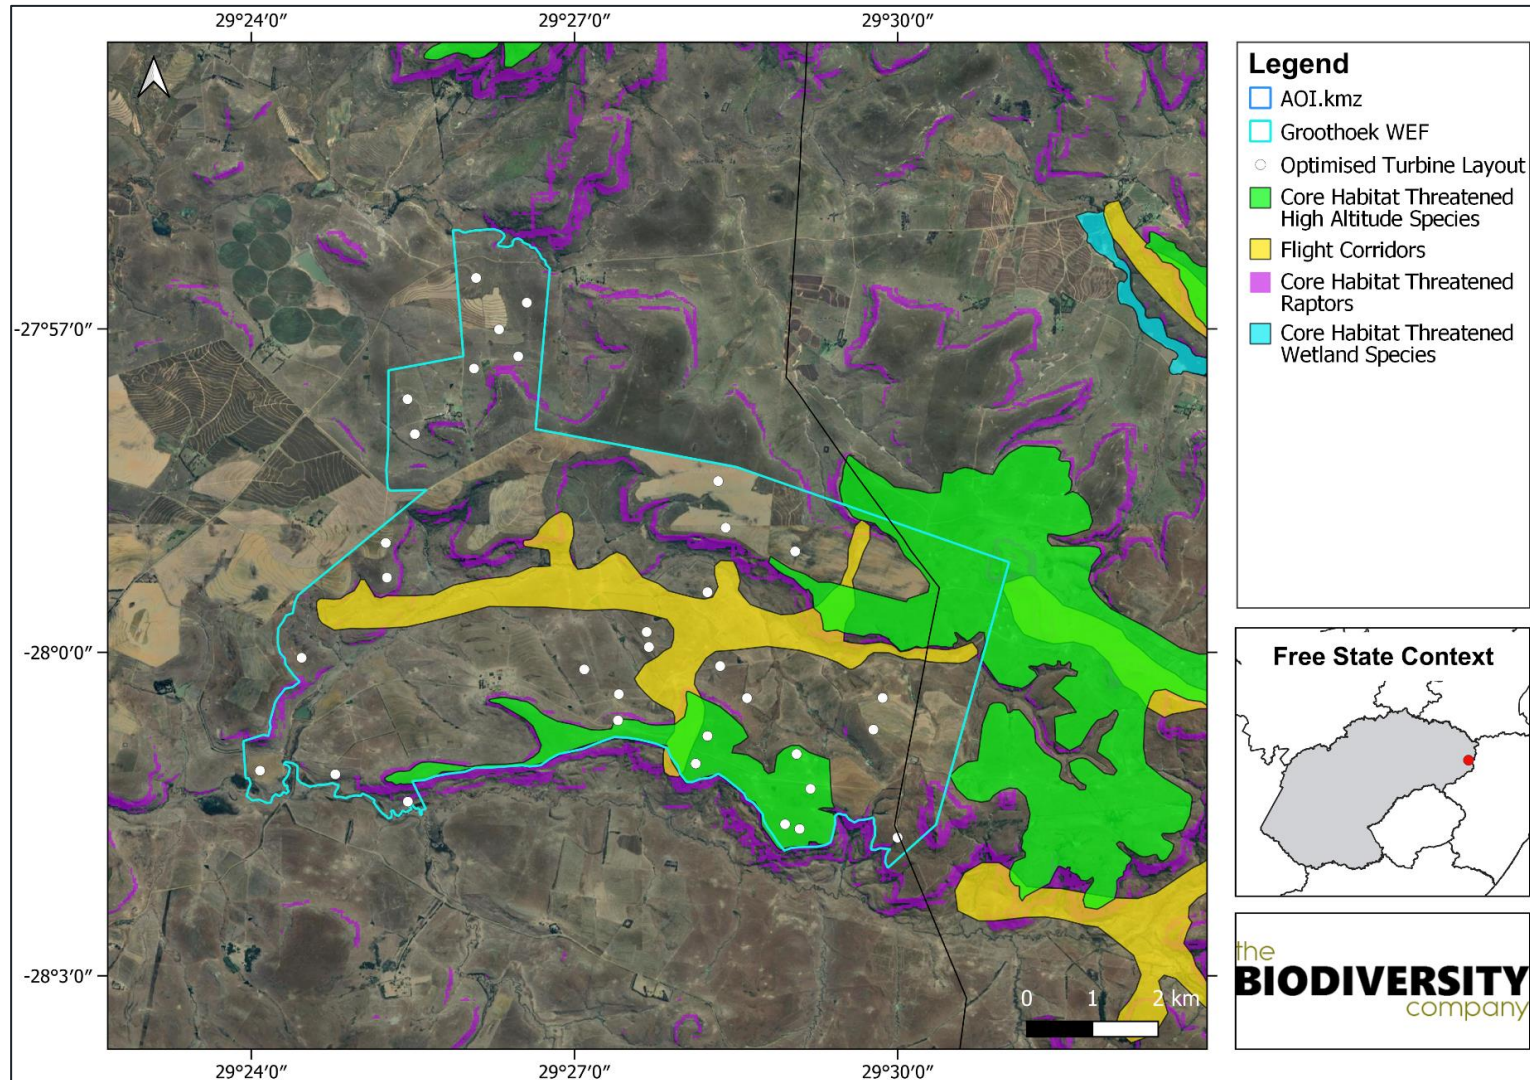 29°24′0″
29°27′0″
29°30′0″
-27°57′0″
-28°0′0″
-28°3′0″
29°24′0″
29°27′0″
29°30′0″
0 1 2 km
Legend
AOI.kmz
Groothoek WEF
Optimised Turbine Layout
Core Habitat Threatened
High Altitude Species
Flight Corridors
Core Habitat Threatened
Raptors
Core Habitat Threatened
Wetland Species
Free State Context
the
BIODIVERSITY
company